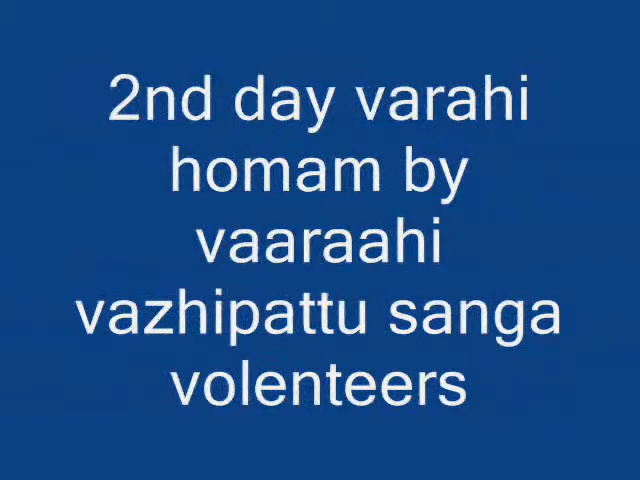 2nd day varahi
homam by
vaaraahi
vazhipattu sanga
volenteers